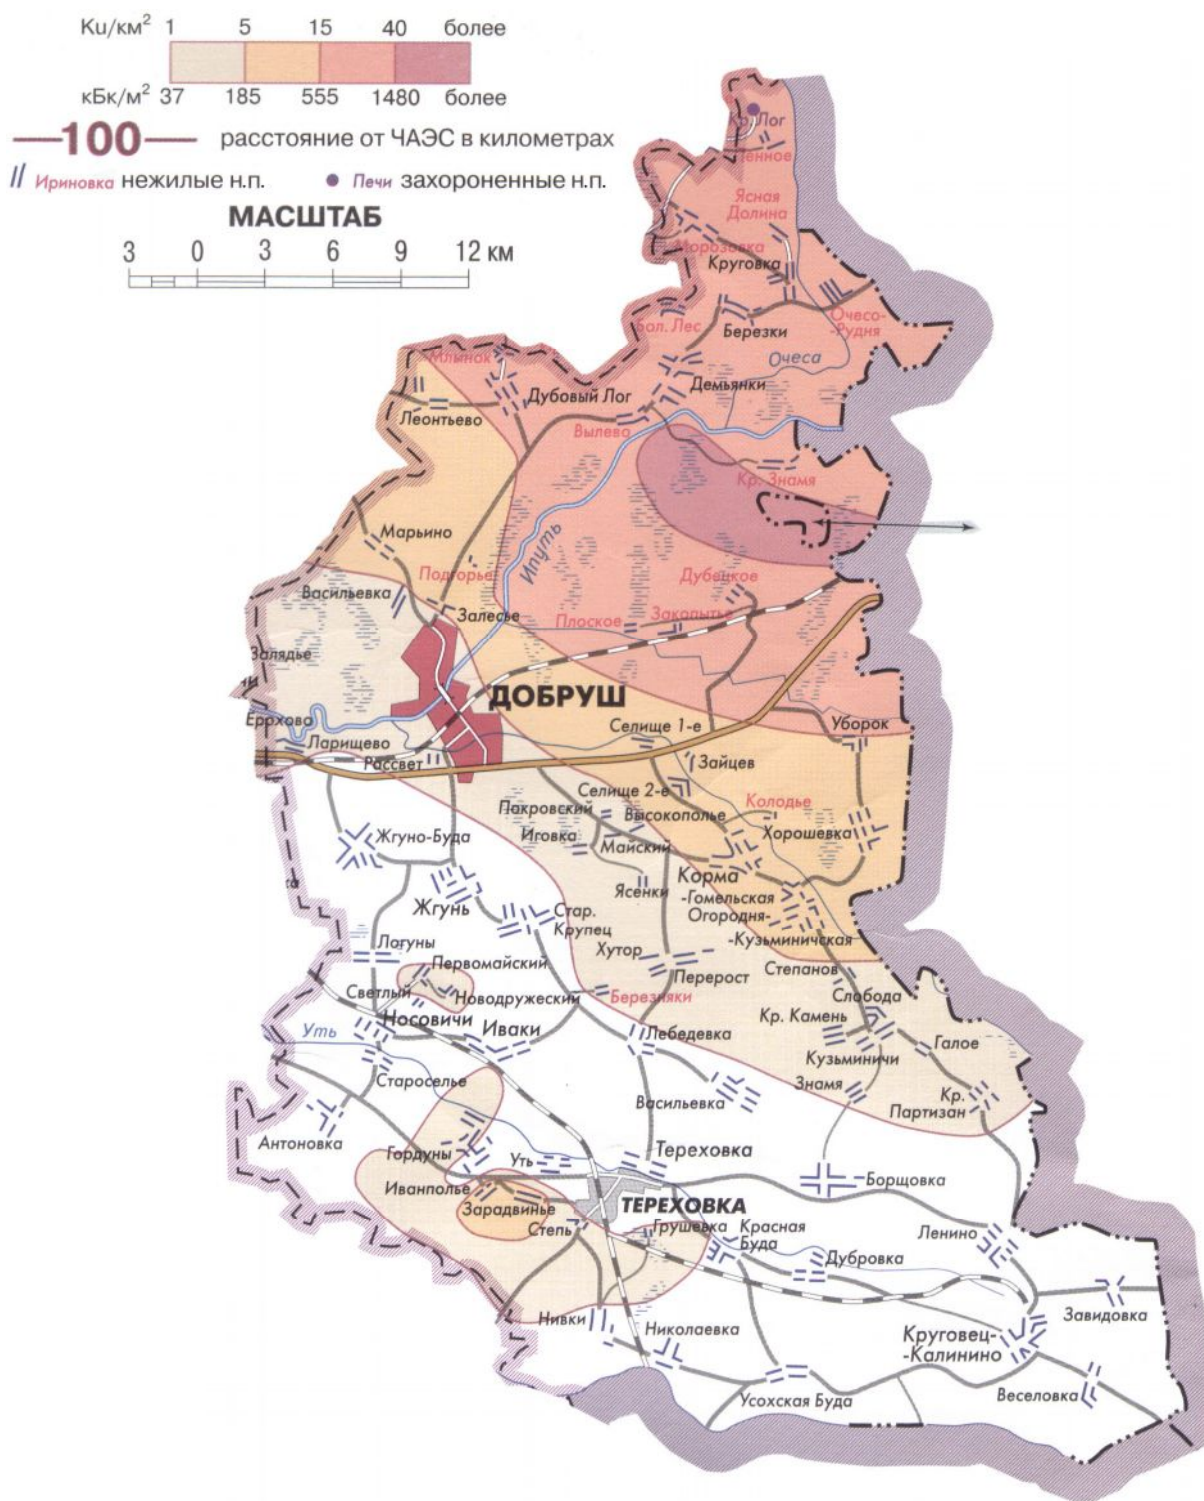 Ки/км² 1 5 15 40 более
кБк/м² 37 185 555 1480 более
100 расстояние от ЧАЭС в километрах
Ириновка нежилые н.п. Печи захороненные н.п.
МАСШТАБ
3 0 3 6 9 12 км
Кр. Лог
Ясная
Долина
Морозовка
Круговка
Бол. Лес
Березки
Очесо-
-Рудня
Очеса
Млынок
Демьянки
Дубовый Лог
Леонтьево
Вылево
Кр. Знамя
Марьино
Ипуть
Подгорье
Дубецкое
Васильевка
Залесье
Плоское
Закопытье
Залядье
ДОБРУШ
Еррхово
Селище 1-е
Уборок
Ларищево
Рассвет
Зайцев
Селище 2-е
Колодье
Покровский
Высокополье
Хорошевка
Жгуно-Буда
Иговка
Майский
Корма
Ясенки
-Гомельская
Огородня-
-Кузьминичская
Жгунь
Стар.
Крупец
Хутор
Перерост
Логуны
Первомайский
Степанов
Светлый
Новодружеский
Березняки
Слобода
Носовичи
Иваки
Кр. Камень
Уть
Лебедевка
Галое
Кузьминичи
Староселье
Знамя
Васильевка
Кр.
Партизан
Антоновка
Гордуны
Уть
Тереховка
Иванполье
Борщовка
Зарадвинье
ТЕРЕХОВКА
Степь
Грушевка
Красная
Буда
Ленино
Дубровка
Нивки
Николаевка
Завидовка
Круговец-
-Калинино
Усохская Буда
Веселовка